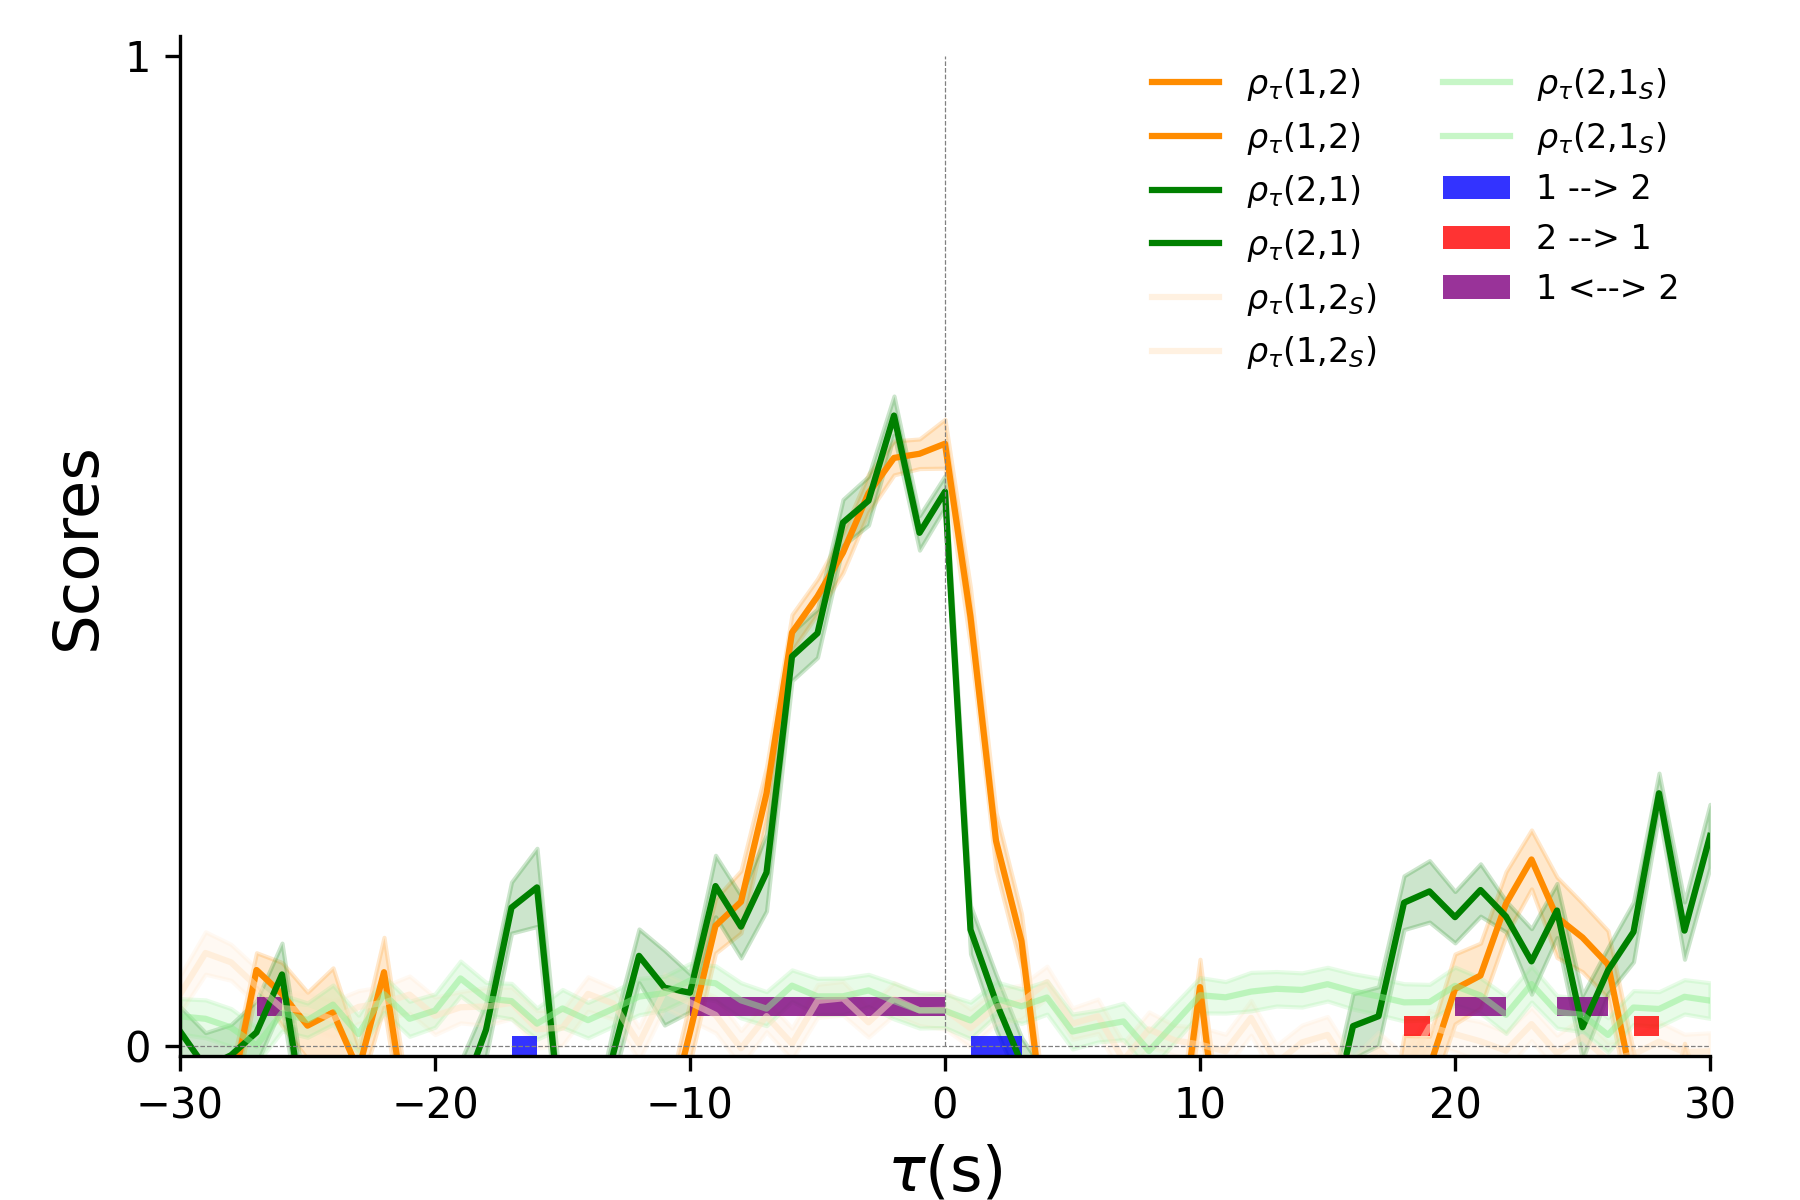 Scores
1
0
ρτ(1,2)
ρτ(1,2)
ρτ(2,1)
ρτ(2,1)
ρτ(1,2S)
ρτ(1,2S)
ρτ(2,1S)
ρτ(2,1S)
1 --> 2
2 --> 1
1 <--> 2
−30 −20 −10 0 10 20 30
τ(s)